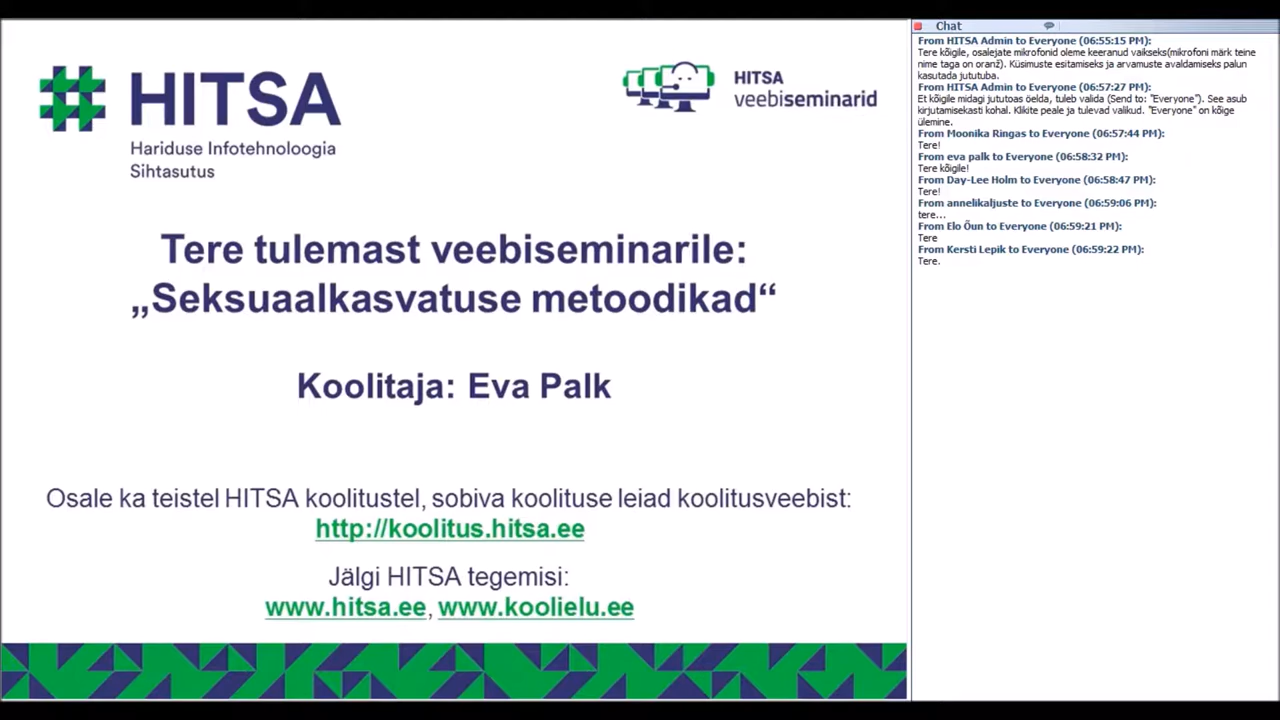 HITSA
Hariduse Infotehnoloogia
Sihtasutus
HITSA
veebiseminarid
Tere tulemast veebiseminarile:
„Seksuaalkasvatuse metoodikad“
Koolitaja: Eva Palk
Osale ka teistel HITSA koolitustel, sobiva koolituse leiad koolitusveebist:
http://koolitus.hitsa.ee
Jälgi HITSA tegemisi:
www.hitsa.ee, www.koolielu.ee
Chat
From HITSA Admin to Everyone (06:55:15 PM):
Tere kõigile, osalejate mikrofonid oleme keeranud vaikseks(mikrofoni märk teine
nime taga on oranž). Küsimuste esitamiseks ja arvamuste avaldamiseks palun
kasutada jututuba.
From HITSA Admin to Everyone (06:57:27 PM):
Et kõigile midagi jututoas öelda, tuleb valida (Send to: "Everyone"). See asub
kirjutamisekasti kohal. Klikite peale ja tulevad valikud. "Everyone" on kõige
ülemine.
From Moonika Ringas to Everyone (06:57:44 PM):
Tere!
From eva palk to Everyone (06:58:32 PM):
Tere kõigile!
From Day-Lee Holm to Everyone (06:58:47 PM):
Tere!
From annelikaljuste to Everyone (06:59:06 PM):
tere...
From Elo Õun to Everyone (06:59:21 PM):
Tere
From Kersti Lepik to Everyone (06:59:22 PM):
Tere.